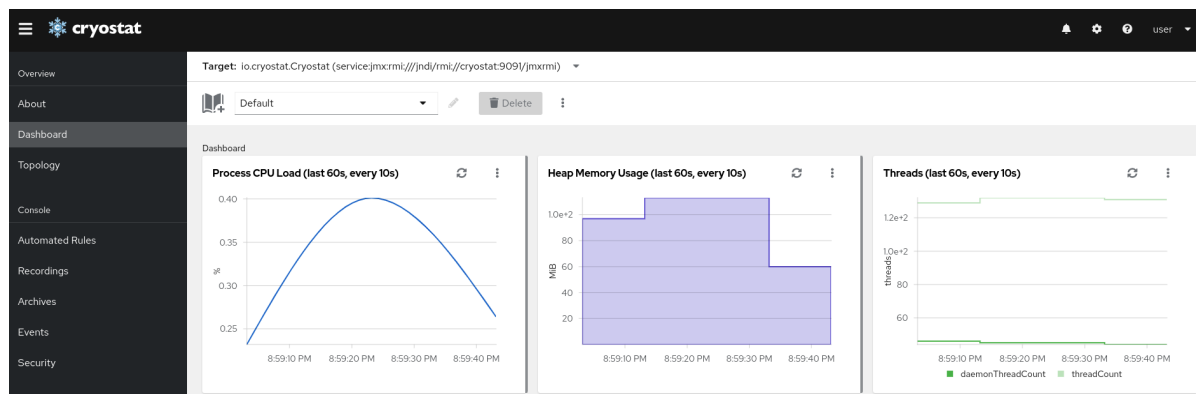 cryostat
user
Overview
About
Dashboard
Topology
Console
Automated Rules
Recordings
Archives
Events
Security
Target: io.cryostat.Cryostat (service:jmx:rmi:///jndi/rmi://cryostat:9091/jmxrmi)
Default
Delete
Dashboard
Process CPU Load (last 60s, every 10s)
0.40
0.35
0.30
0.25
%
8:59:10 PM 8:59:20 PM 8:59:30 PM 8:59:40 PM
Heap Memory Usage (last 60s, every 10s)
1.0e+2
80
60
40
20
MiB
8:59:10 PM 8:59:20 PM 8:59:30 PM 8:59:40 PM
Threads (last 60s, every 10s)
1.2e+2
1.0e+2
80
60
threads
8:59:10 PM 8:59:20 PM 8:59:30 PM 8:59:40 PM
daemonThreadCount threadCount